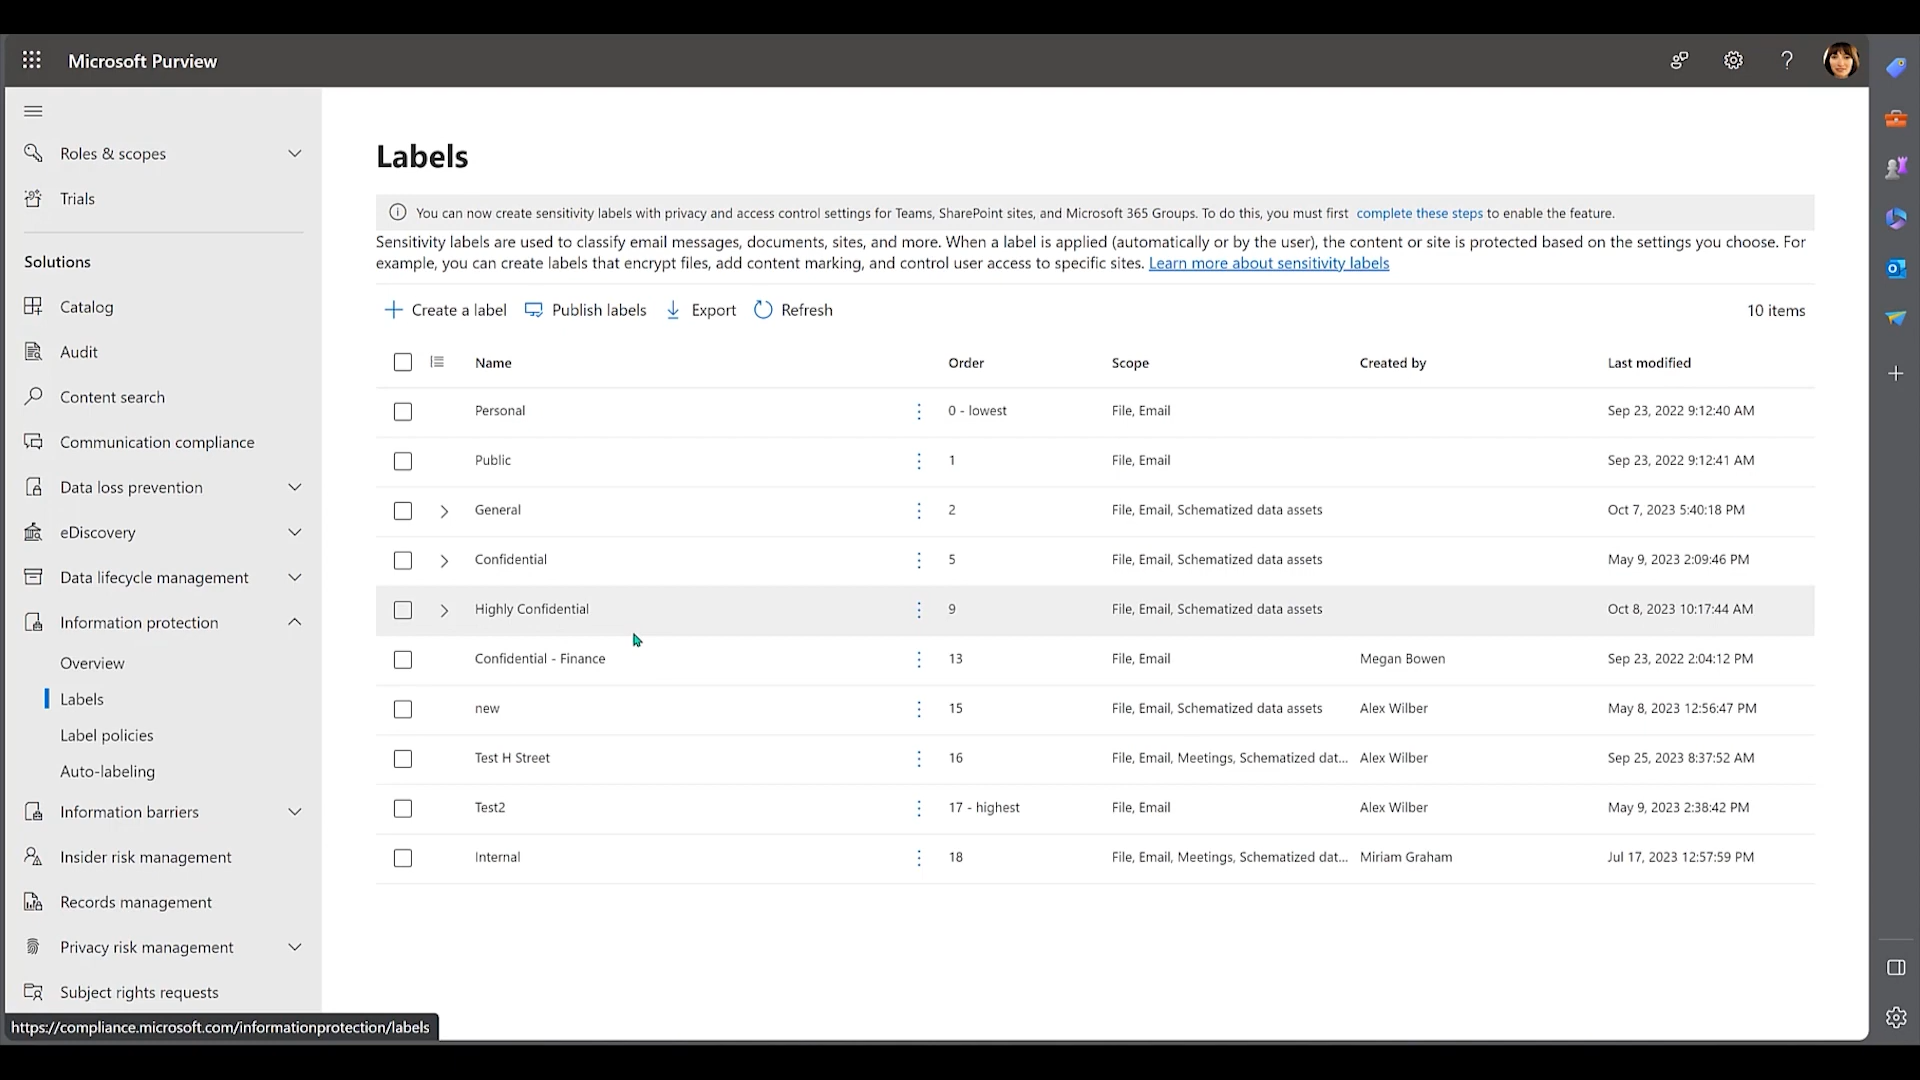 Microsoft Purview
?
Roles & scopes
Trials
Solutions
Catalog
Audit
Content search
Communication compliance
Data loss prevention
eDiscovery
Data lifecycle management
Information protection
Overview
Labels
Label policies
Auto-labeling
Information barriers
Insider risk management
Records management
Privacy risk management
Subject rights requests
https://compliance.microsoft.com/informationprotection/labels
Labels
You can now create sensitivity labels with privacy and access control settings for Teams, SharePoint sites, and Microsoft 365 Groups. To do this, you must first complete these steps to enable the feature.
Sensitivity labels are used to classify email messages, documents, sites, and more. When a label is applied (automatically or by the user), the content or site is protected based on the settings you choose. For
example, you can create labels that encrypt files, add content marking, and control user access to specific sites. Learn more about sensitivity labels
Create a label Publish labels Export Refresh 10 items
Name Order Scope Created by Last modified
Personal 0 - lowest File, Email Sep 23, 2022 9:12:40 AM
Public 1 File, Email Sep 23, 2022 9:12:41 AM
General 2 File, Email, Schematized data assets Oct 7, 2023 5:40:18 PM
Confidential 5 File, Email, Schematized data assets May 9, 2023 2:09:46 PM
Highly Confidential 9 File, Email, Schematized data assets Oct 8, 2023 10:17:44 AM
Confidential - Finance 13 File, Email Megan Bowen Sep 23, 2022 2:04:12 PM
new 15 File, Email, Schematized data assets Alex Wilber May 8, 2023 12:56:47 PM
Test H Street 16 File, Email, Meetings, Schematized dat... Alex Wilber Sep 25, 2023 8:37:52 AM
Test2 17 - highest File, Email Alex Wilber May 9, 2023 2:38:42 PM
Internal 18 File, Email, Meetings, Schematized dat... Miriam Graham Jul 17, 2023 12:57:59 PM